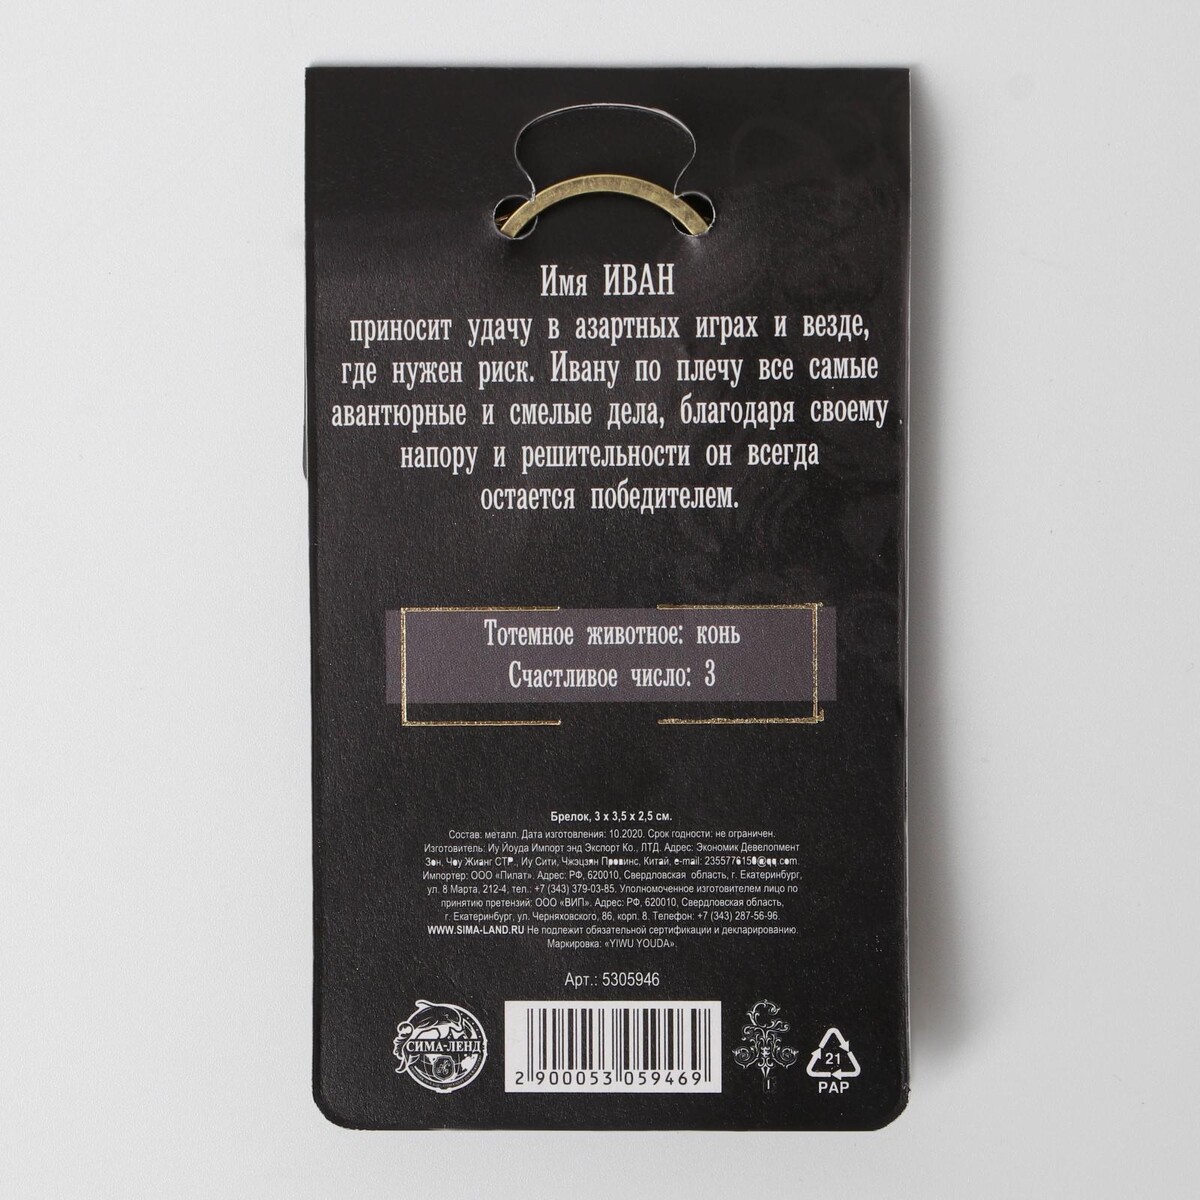 Имя ИВАН
приносит удачу в азартных играх и везде,
где нужен риск. Ивану по плечу все самые
авантюрные и смелые дела, благодаря своему
напору и решительности он всегда
остается победителем.
Тотемное животное: конь
Счастливое число: 3
Брелок, 3 x 3,5 x 2,5 см.
Состав: металл. Дата изготовления: 10.2020. Срок годности: не ограничен.
Изготовитель: Иу Йоуда Импорт энд Экспорт Ко., ЛТД. Адрес: Экономик Девелопмент
Зон, Чоу Жианг СТР., Иу Сити, Чжэцзян Провинс, Китай, e-mail: 2355776150@qq.com.
Импортер: ООО «Пилат». Адрес: РФ, 620010, Свердловская область, г. Екатеринбург,
ул. 8 Марта, 212-4, тел.: +7 (343) 379-03-85. Уполномоченное изготовителем лицо по
принятию претензий: ООО «ВИП». Адрес: РФ, 620010, Свердловская область,
г. Екатеринбург, ул. Черняховского, 86, корп. 8. Телефон: +7 (343) 287-56-96.
WWW.SIMA-LAND.RU Не подлежит обязательной сертификации и декларированию.
Маркировка: «YIWU YOUDA».
Арт.: 5305946
СИМА-ЛЕНД
2 900053 059469
21
PAP